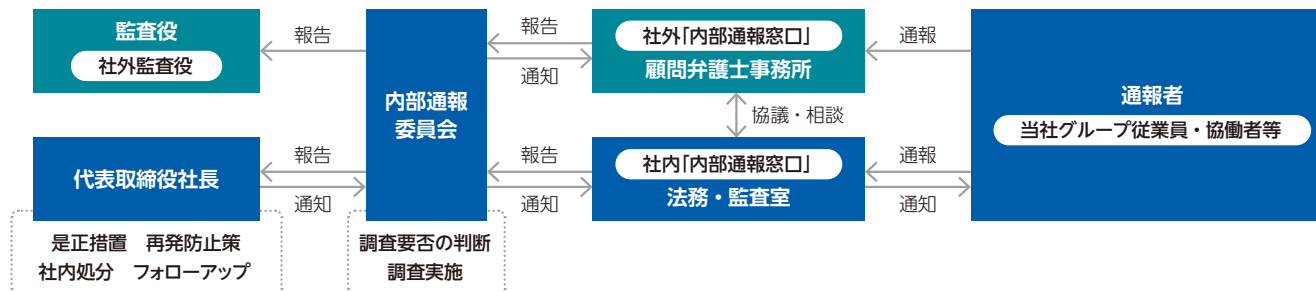 監査役
社外監査役
報告
内部通報
委員会
報告
通知
社外「内部通報窓口」
顧問弁護士事務所
通報
通報者
当社グループ従業員・協働者等
協議・相談
代表取締役社長
報告
通知
報告
通知
社内「内部通報窓口」
法務・監査室
通報
通知
是正措置　再発防止策
社内処分　フォローアップ
調査要否の判断
調査実施